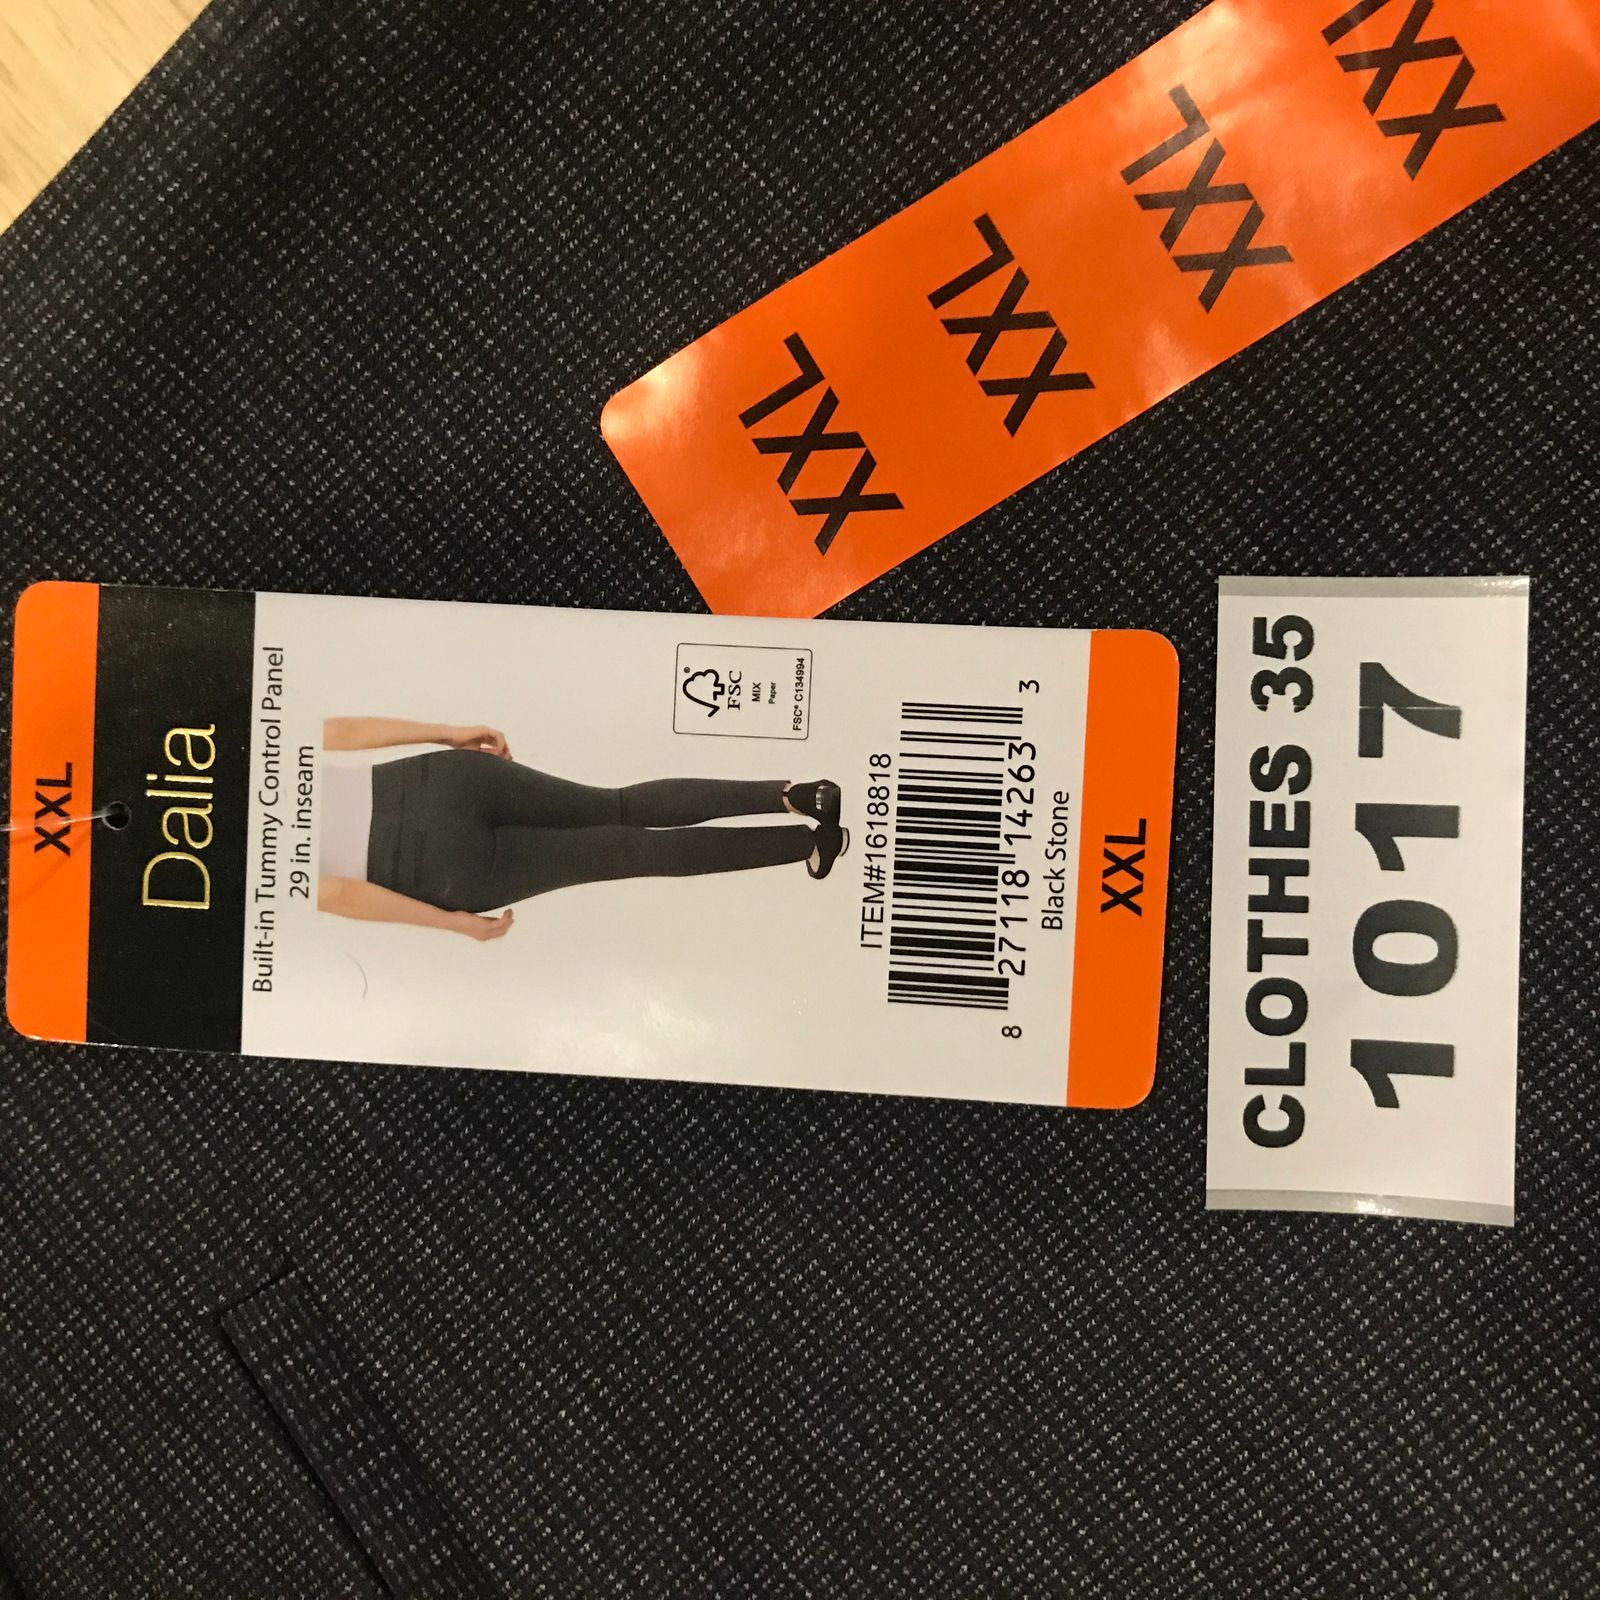 XXL
Dalia
Built-in Tummy Control Panel
29 in. inseam
FSC®
MIX
Paper
FSC® C134994
ITEM#1618818
8 27118 14263 3
Black Stone
XXL
XXL
XXL
XXL
XXL
CLOTHES 35
1017